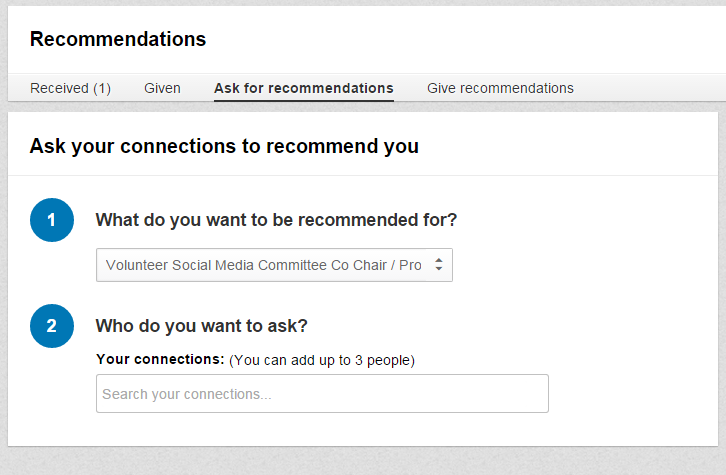 Recommendations
Received (1) Given Ask for recommendations Give recommendations
Ask your connections to recommend you
1 What do you want to be recommended for?
Volunteer Social Media Committee Co Chair / Pro
2 Who do you want to ask?
Your connections: (You can add up to 3 people)
Search your connections...